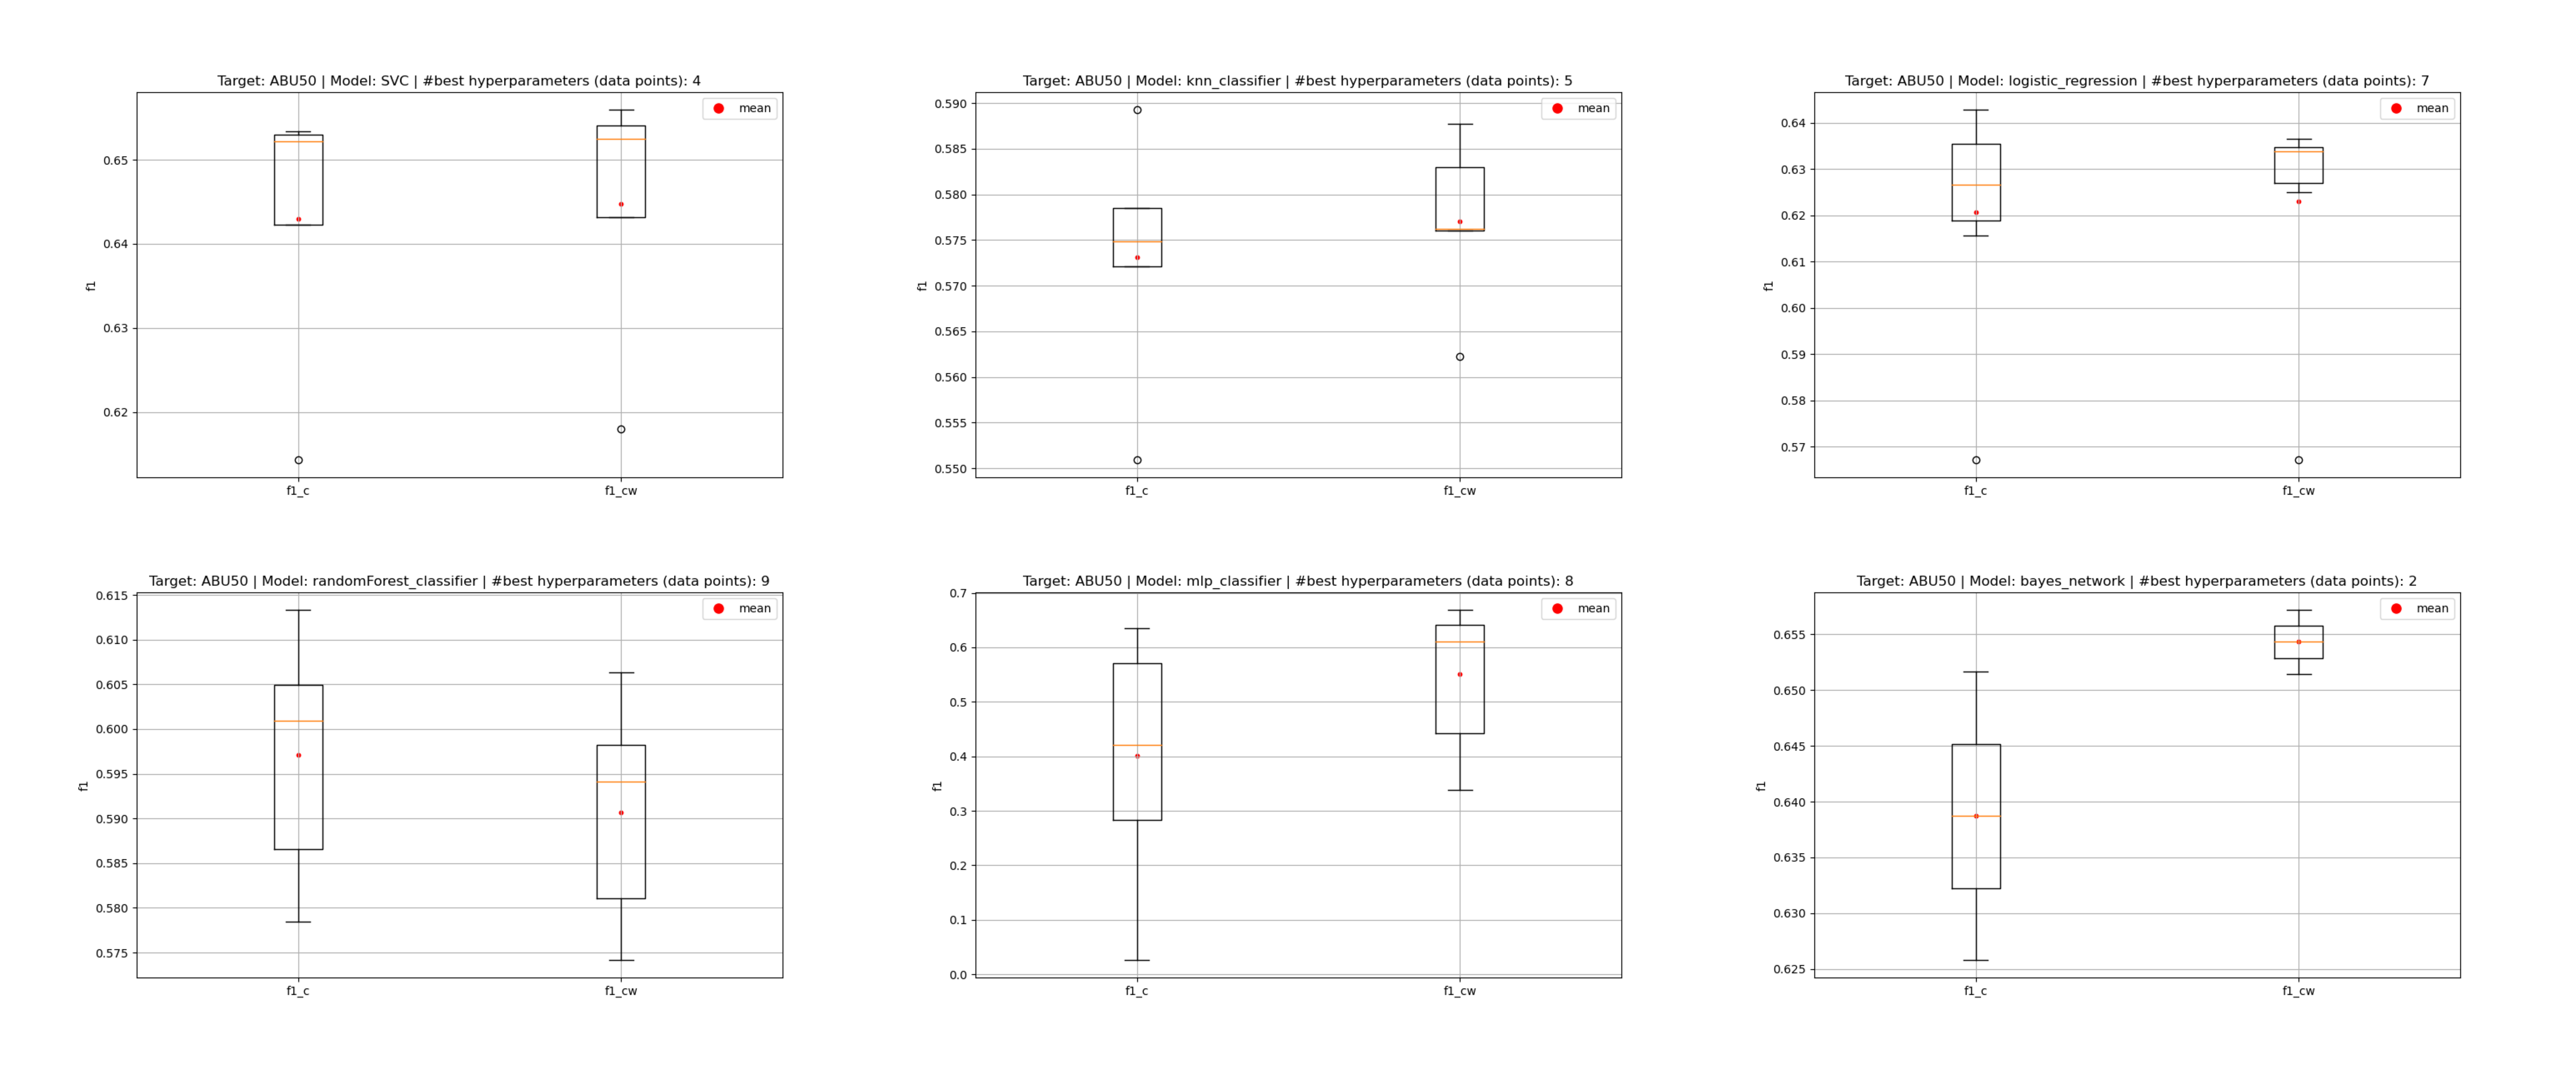 Target: ABU50 | Model: SVC | #best hyperparameters (data points): 4
mean
0.65
0.64
0.63
0.62
f1
f1_c
f1_cw
Target: ABU50 | Model: knn_classifier | #best hyperparameters (data points): 5
mean
0.590
0.585
0.580
0.575
0.570
0.565
0.560
0.555
0.550
f1
f1_c
f1_cw
Target: ABU50 | Model: logistic_regression | #best hyperparameters (data points): 7
mean
0.64
0.63
0.62
0.61
0.60
0.59
0.58
0.57
f1
f1_c
f1_cw
Target: ABU50 | Model: randomForest_classifier | #best hyperparameters (data points): 9
mean
0.615
0.610
0.605
0.600
0.595
0.590
0.585
0.580
0.575
f1
f1_c
f1_cw
Target: ABU50 | Model: mlp_classifier | #best hyperparameters (data points): 8
mean
0.7
0.6
0.5
0.4
0.3
0.2
0.1
0.0
f1
f1_c
f1_cw
Target: ABU50 | Model: bayes_network | #best hyperparameters (data points): 2
mean
0.655
0.650
0.645
0.640
0.635
0.630
0.625
f1
f1_c
f1_cw